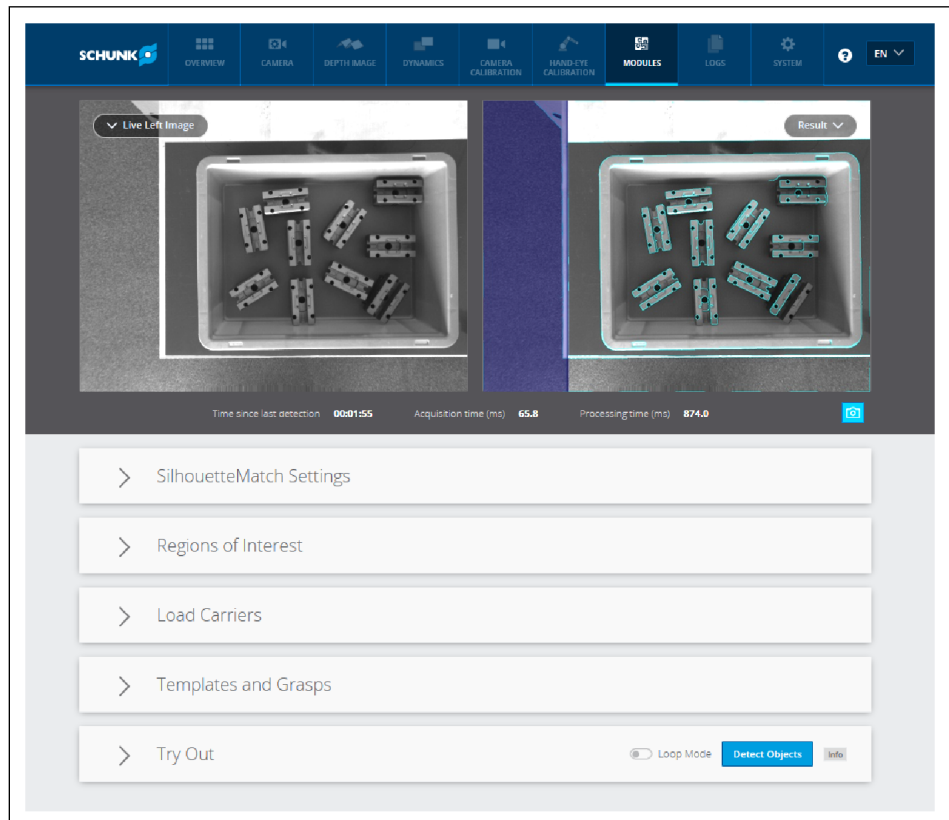 SCHUNK
OVERVIEW
CAMERA
DEPTH IMAGE
DYNAMICS
CAMERA
CALIBRATION
HAND-EYE
CALIBRATION
MODULES
LOGS
SYSTEM
?
EN
Live Left Image
Result
Time since last detection 00:01:55 Acquisition time (ms) 65.8 Processing time (ms) 874.0
SilhouetteMatch Settings
Regions of Interest
Load Carriers
Templates and Grasps
Try Out
Loop Mode
Detect Objects
Info